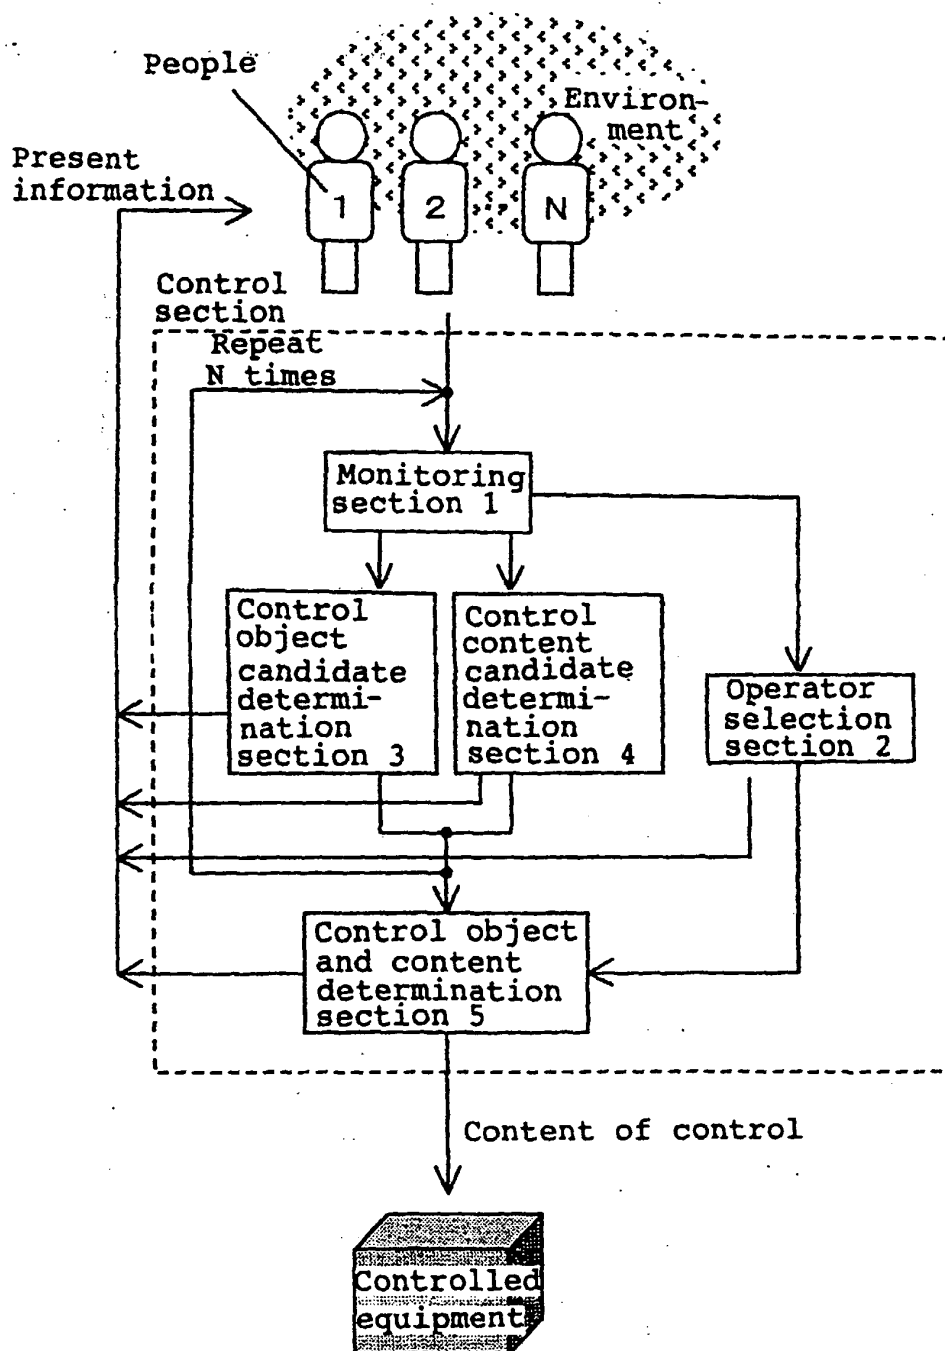 People
Environ-
ment
Present
information
1
2
N
Control
section
Repeat
N times
Monitoring
section 1
Control
object
candidate
determi-
nation
section 3
Control
content
candidate
determi-
nation
section 4
Operator
selection
section 2
Control object
and content
determination
section 5
Content of control
Controlled
equipment